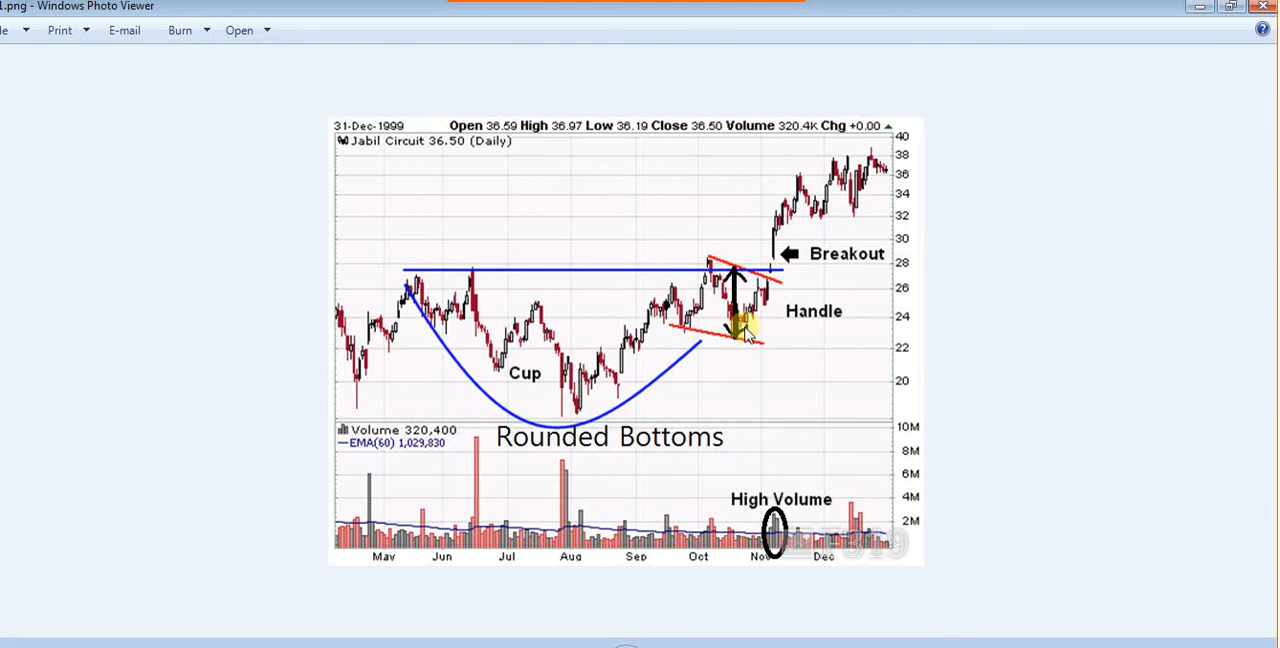 1.png - Windows Photo Viewer
Print E-mail Burn Open
31-Dec-1999 Open 36.59 High 36.97 Low 36.19 Close 36.50 Volume 320.4K Chg +0.00
Jabil Circuit 36.50 (Daily)
40
38
36
34
32
30
Breakout
28
26
Handle
24
22
Cup
20
Volume 320,400
EMA(60) 1,029,830
Rounded Bottoms
10M
8M
6M
High Volume
4M
2M
F319
May Jun Jul Aug Sep Oct Nov Dec